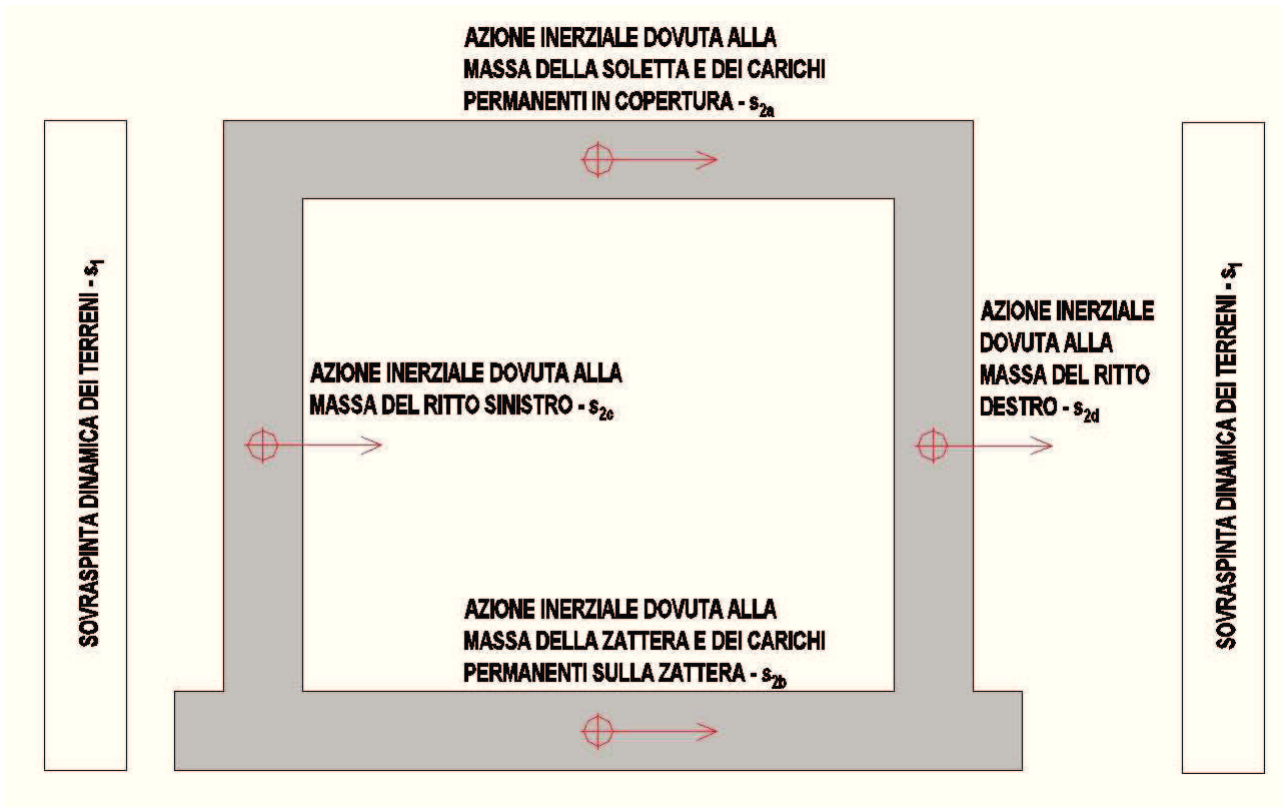 AZIONE INERZIALE DOVUTA ALLA
MASSA DELLA SOLETTA E DEI CARICHI
PERMANENTI IN COPERTURA - s2a
SOVRASPINTA DINAMICA DEI TERRENI - s1
AZIONE INERZIALE DOVUTA ALLA
MASSA DEL RITTO SINISTRO - s2c
AZIONE INERZIALE
DOVUTA ALLA
MASSA DEL RITTO
DESTRO - s2d
SOVRASPINTA DINAMICA DEI TERRENI - s1
AZIONE INERZIALE DOVUTA ALLA
MASSA DELLA ZATTERA E DEI CARICHI
PERMANENTI SULLA ZATTERA - s2b